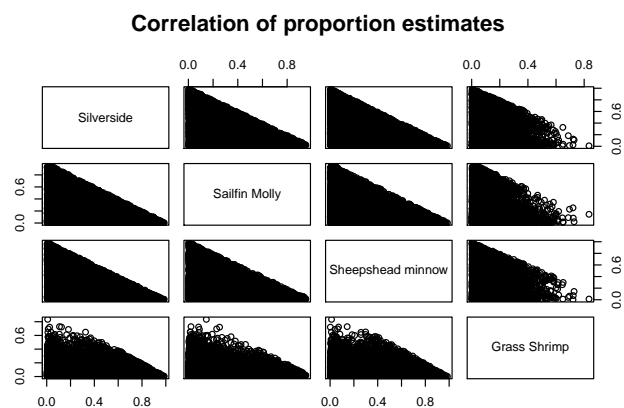 Correlation of proportion estimates
0.0 0.4 0.8 0.0 0.4 0.8
Silverside
0.0 0.6
0.0 0.6
Sailfin Molly
Sheepshead minnow
0.0 0.6
0.0 0.6
Grass Shrimp
0.0 0.4 0.8 0.0 0.4 0.8